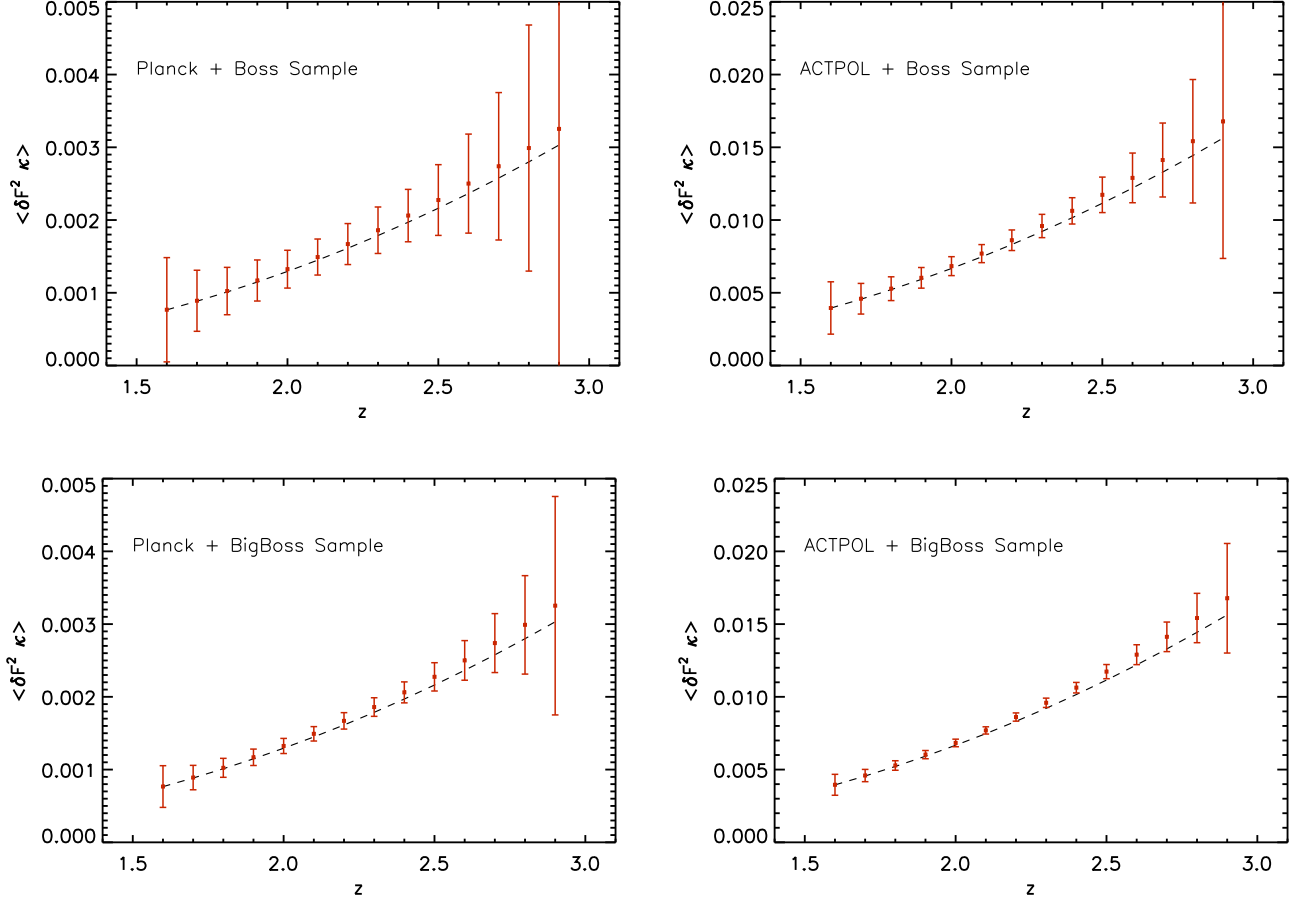 0.005
0.004
0.003
0.002
0.001
0.000
<δF² κ>
Planck + Boss Sample
1.5 2.0 2.5 3.0
z
0.025
0.020
0.015
0.010
0.005
0.000
<δF² κ>
ACTPOL + Boss Sample
1.5 2.0 2.5 3.0
z
0.005
0.004
0.003
0.002
0.001
0.000
<δF² κ>
Planck + BigBoss Sample
1.5 2.0 2.5 3.0
z
0.025
0.020
0.015
0.010
0.005
0.000
<δF² κ>
ACTPOL + BigBoss Sample
1.5 2.0 2.5 3.0
z